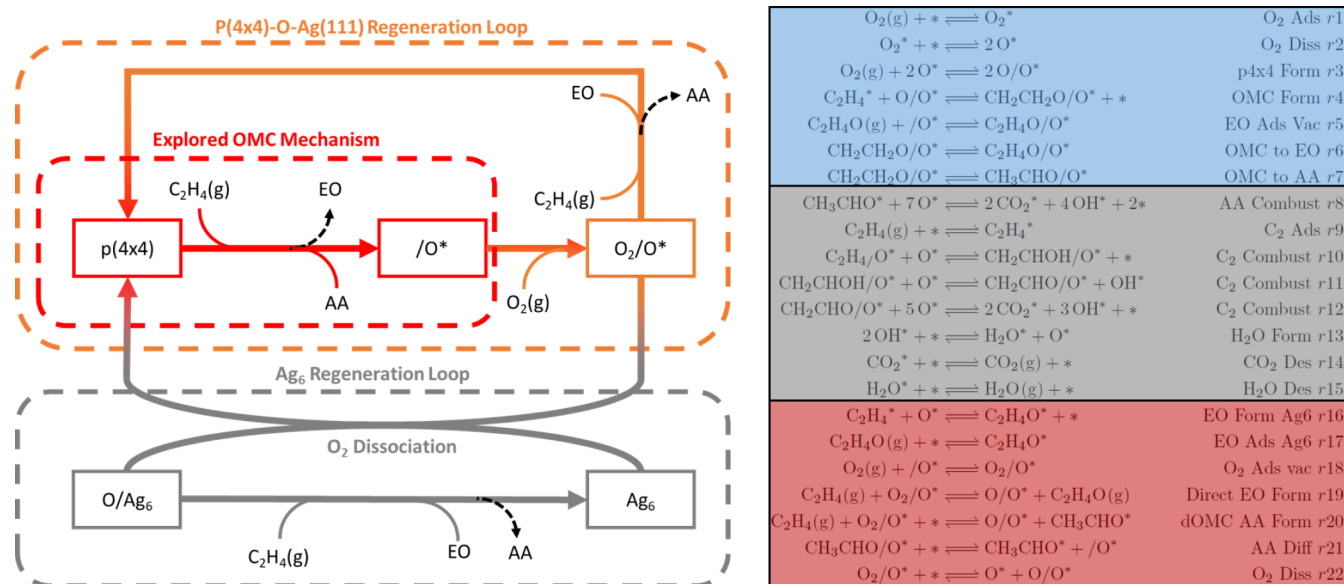 P(4x4)-O-Ag(111) Regeneration Loop
EO
AA
Explored OMC Mechanism
C₂H₄(g)
EO
C₂H₄(g)
p(4x4)
/O*
O₂/O*
AA
O₂(g)
Ag₆ Regeneration Loop
O₂ Dissociation
O/Ag₆
Ag₆
C₂H₄(g)
EO
AA
O₂(g) + * ⇌ O₂* O₂ Ads r1
O₂* + * ⇌ 2 O* O₂ Diss r2
O₂(g) + 2 O* ⇌ 2 O/O* p4x4 Form r3
C₂H₄* + O/O* ⇌ CH₂CH₂O/O* + * OMC Form r4
C₂H₄O(g) + /O* ⇌ C₂H₄O/O* EO Ads Vac r5
CH₂CH₂O/O* ⇌ C₂H₄O/O* OMC to EO r6
CH₂CH₂O/O* ⇌ CH₃CHO/O* OMC to AA r7
CH₃CHO* + 7 O* ⇌ 2 CO₂* + 4 OH* + 2* AA Combust r8
C₂H₄(g) + * ⇌ C₂H₄* C₂ Ads r9
C₂H₄/O* + O* ⇌ CH₂CHOH/O* + * C₂ Combust r10
CH₂CHOH/O* + O* ⇌ CH₂CHO/O* + OH* C₂ Combust r11
CH₂CHO/O* + 5 O* ⇌ 2 CO₂* + 3 OH* + * C₂ Combust r12
2 OH* ⇌ H₂O* + O* H₂O Form r13
CO₂* + * ⇌ CO₂(g) + * CO₂ Des r14
H₂O* + * ⇌ H₂O(g) + * H₂O Des r15
C₂H₄* + O* ⇌ C₂H₄O* + * EO Form Ag6 r16
C₂H₄O(g) + * ⇌ C₂H₄O* EO Ads Ag6 r17
O₂(g) + /O* ⇌ O₂/O* O₂ Ads vac r18
C₂H₄(g) + O₂/O* ⇌ O/O* + C₂H₄O(g) Direct EO Form r19
C₂H₄(g) + O₂/O* + * ⇌ O/O* + CH₃CHO* dOMC AA Form r20
CH₃CHO/O* + * ⇌ CH₃CHO* + /O* AA Diff r21
O₂/O* + * ⇌ O* + O/O* O₂ Diss r22